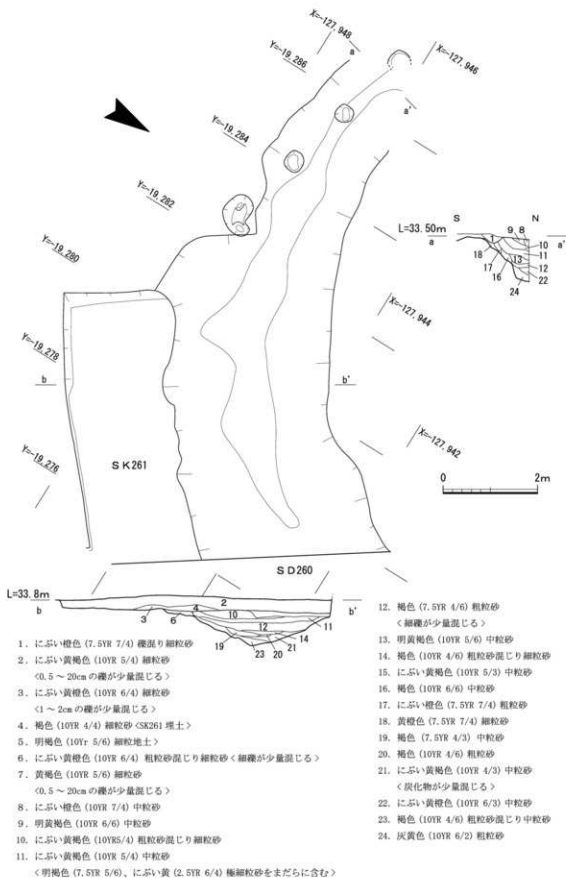 X=-127,948
Y=-19,286
a
X=-127,946
Y=-19,284
a'
Y=-19,282
L=33.50m
S
N
a
a'
1
9
8
10
11
18
13
17
12
16
22
24
Y=-19,280
X=-127,944
Y=-19,278
b
b'
Y=-19,276
X=-127,942
SK261
0
2m
SD260
L=33.8m
b
b'
2
4
3
6
10
12
11
14
19
21
23
20
1. にぶい橙色 (7.5YR 7/4) 礫混り細粒砂
2. にぶい黄褐色 (10YR 5/4) 細粒砂
<0.5 ~ 20cm の礫が少量混じる>
3. にぶい黄橙色 (10YR 6/4) 細粒砂
<1 ~ 2cm の礫が少量混じる>
4. 褐色 (10YR 4/4) 細粒砂 <SK261 埋土>
5. 明褐色 (10Yr 5/6) 細粒地土>
6. にぶい黄橙色 (10YR 6/4) 粗粒砂混じり細粒砂 <細礫が少量混じる>
7. 黄褐色 (10YR 5/6) 細粒砂
<0.5 ~ 20cm の礫が少量混じる>
8. にぶい橙色 (10YR 7/4) 中粒砂
9. 明黄褐色 (10YR 6/6) 中粒砂
10. にぶい黄褐色 (10YR5/4) 粗粒砂混じり細粒砂
11. にぶい黄褐色 (10YR 5/4) 中粒砂
<明褐色 (7.5YR 5/6)、にぶい黄 (2.5YR 6/4) 極細粒砂をまだらに含む>
12. 褐色 (7.5YR 4/6) 粗粒砂
<細礫が少量混じる>
13. 明黄褐色 (10YR 5/6) 中粒砂
14. 褐色 (10YR 4/6) 粗粒砂混じり細粒砂
15. にぶい黄褐色 (10YR 5/3) 中粒砂
16. 褐色 (10YR 6/6) 中粒砂
17. にぶい橙色 (7.5YR 7/4) 粗粒砂
18. 黄橙色 (7.5YR 7/4) 細粒砂
19. 褐色 (7.5YR 4/3) 中粒砂
20. 褐色 (10YR 4/6) 粗粒砂
21. にぶい黄褐色 (10YR 4/3) 中粒砂
<炭化物が少量混じる>
22. にぶい黄橙色 (10YR 6/3) 中粒砂
23. 褐色 (10YR 4/6) 粗粒砂混じり中粒砂
24. 灰黄色 (10YR 6/2) 粗粒砂